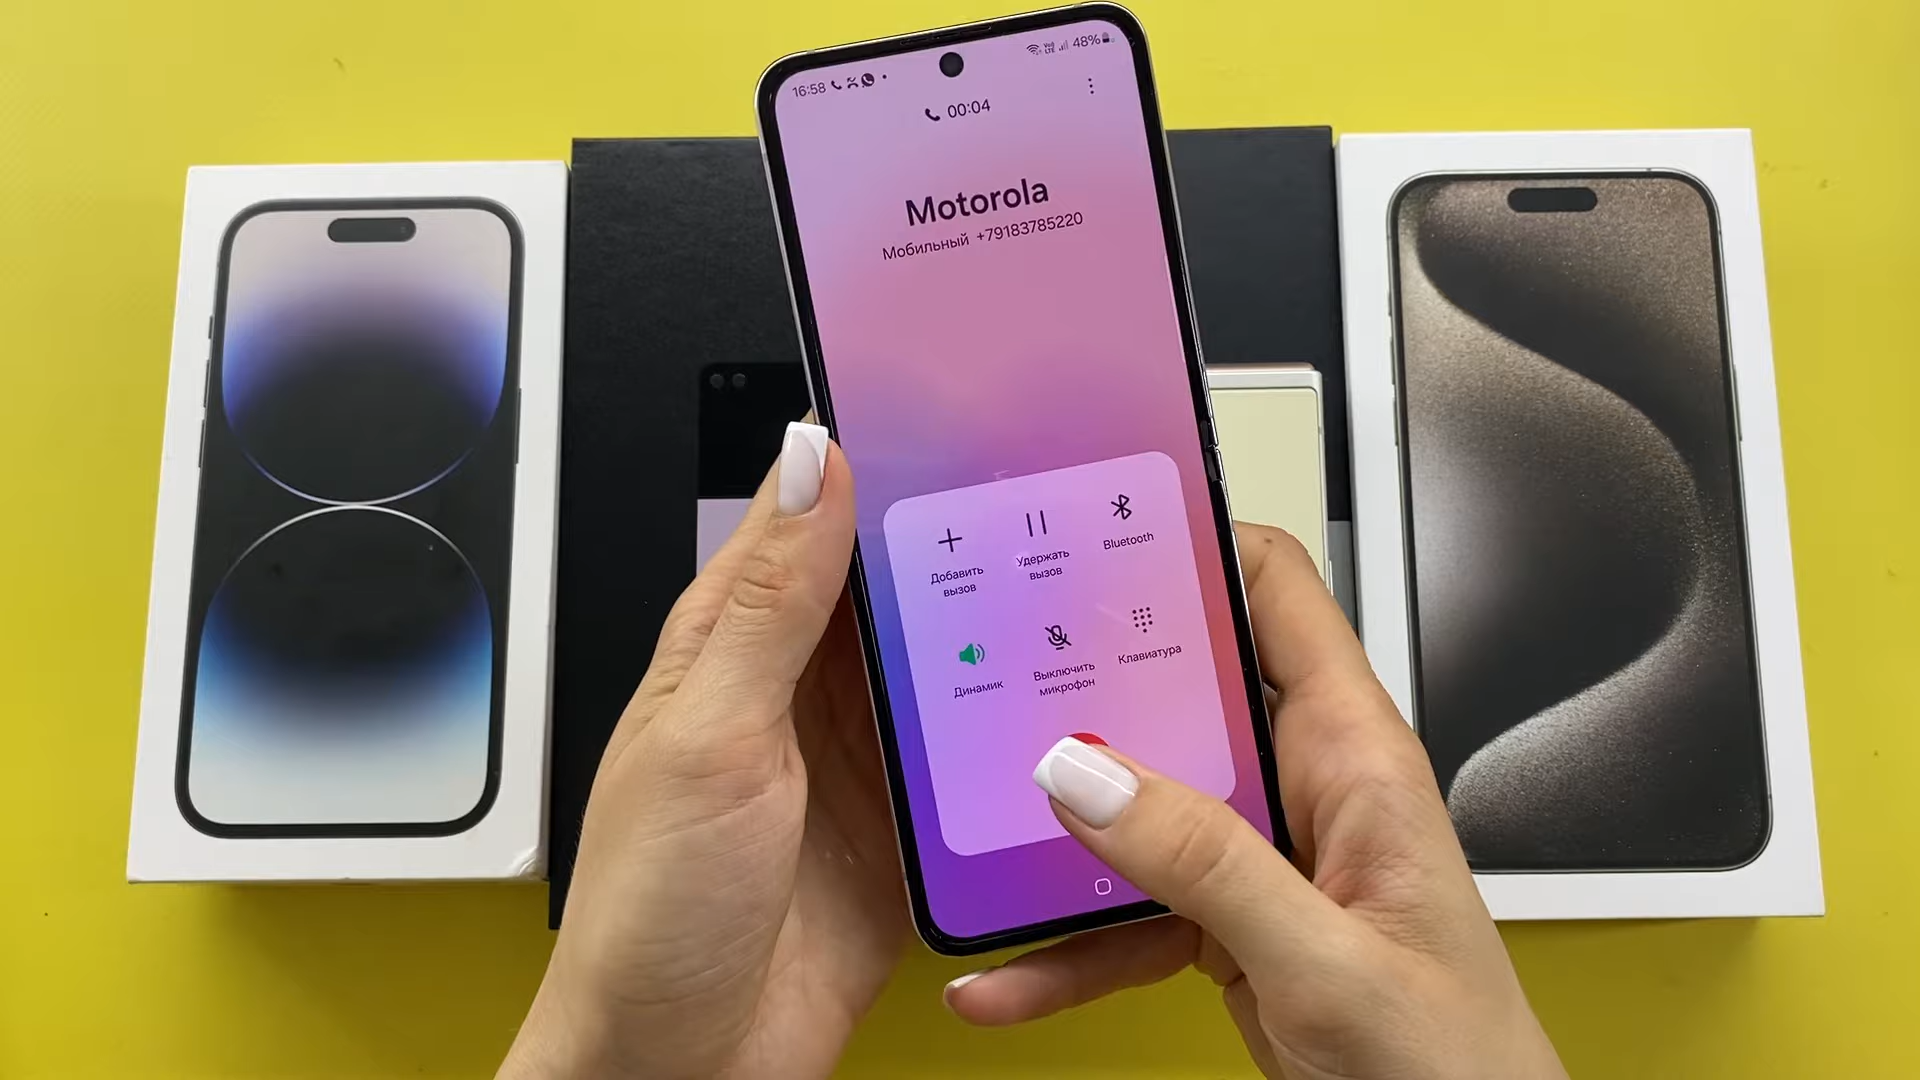 16:58
48%
00:04
Motorola
Мобильный +79183785220
Добавить
вызов
Удержать
вызов
Bluetooth
Динамик
Выключить
микрофон
Клавиатура